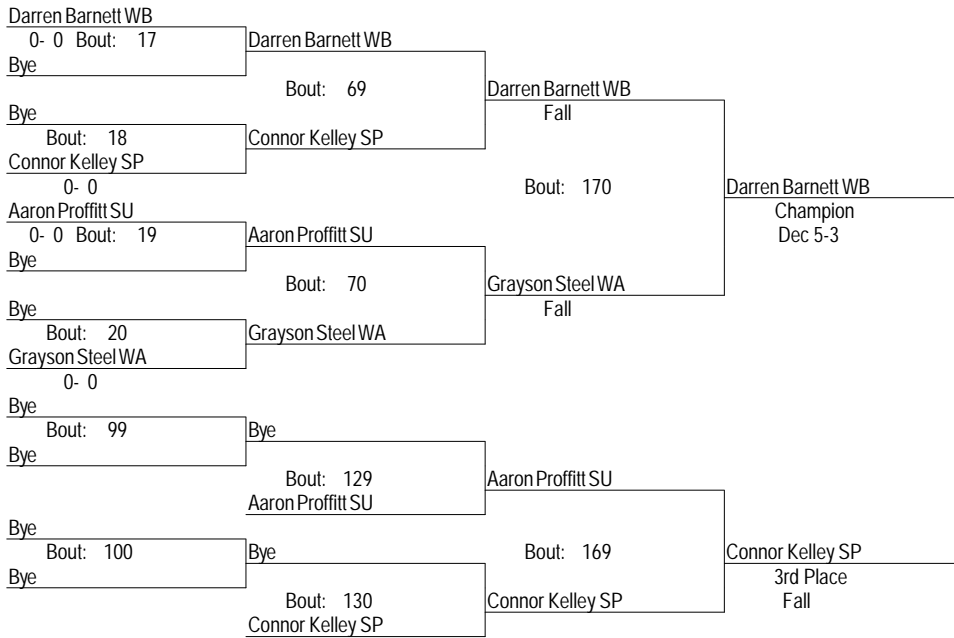 Darren Barnett WB
0- 0 Bout: 17
Darren Barnett WB
Bye
Bout: 69
Darren Barnett WB
Bye
Fall
Bout: 18
Connor Kelley SP
Connor Kelley SP
0- 0
Bout: 170
Darren Barnett WB
Aaron Proffitt SU
Champion
0- 0 Bout: 19
Aaron Proffitt SU
Dec 5-3
Bye
Bout: 70
Grayson Steel WA
Bye
Fall
Bout: 20
Grayson Steel WA
Grayson Steel WA
0- 0
Bye
Bout: 99
Bye
Bye
Bout: 129
Aaron Proffitt SU
Aaron Proffitt SU
Bye
Bout: 100
Bye
Bout: 169
Connor Kelley SP
Bye
3rd Place
Bout: 130
Connor Kelley SP
Fall
Connor Kelley SP